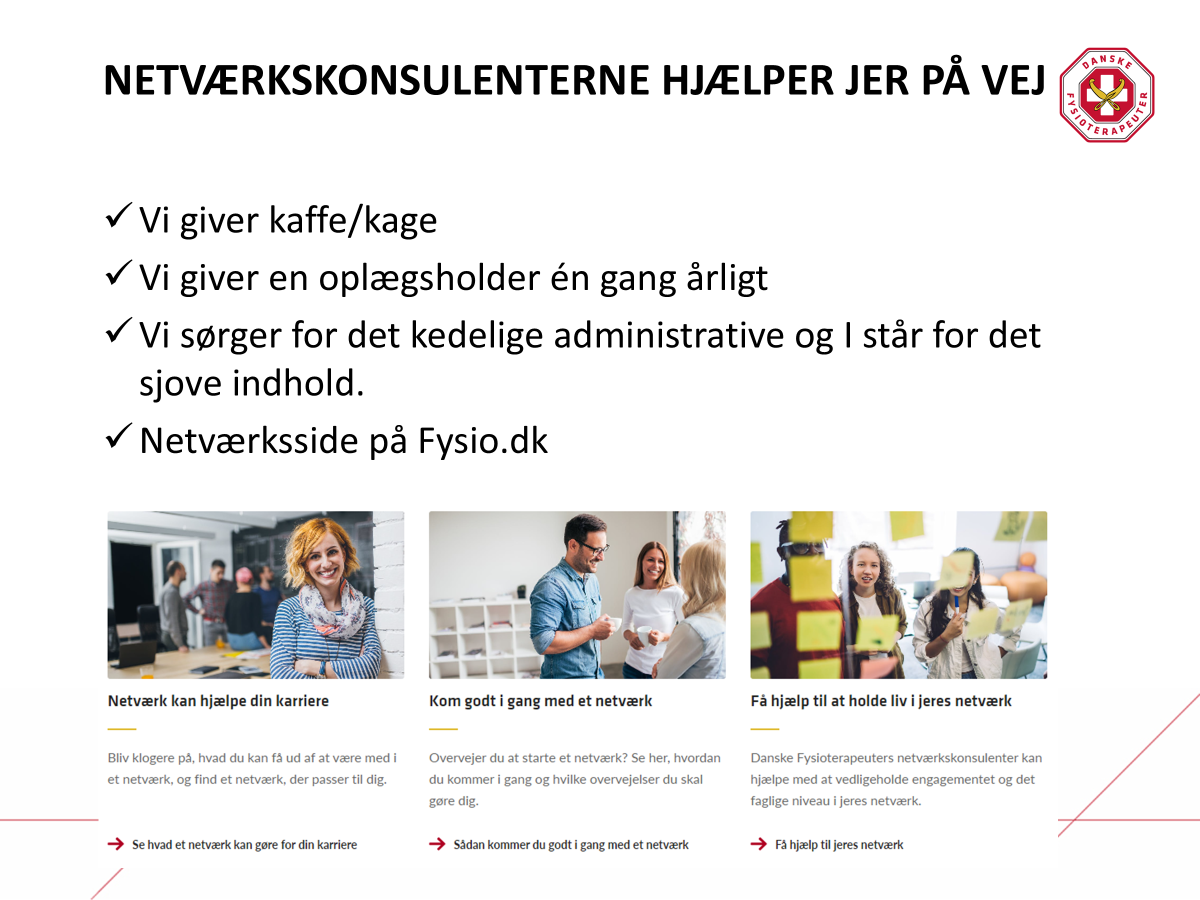 NETVÆRKSKONSULENTERNE HJÆLPER JER PÅ VEJ
DANSKE
FYSIOTERAPEUTER
✓ Vi giver kaffe/kage
✓ Vi giver en oplægsholder én gang årligt
✓ Vi sørger for det kedelige administrative og I står for det
sjove indhold.
✓ Netværksside på Fysio.dk
Netværk kan hjælpe din karriere
Bliv klogere på, hvad du kan få ud af at være med i
et netværk, og find et netværk, der passer til dig.
→ Se hvad et netværk kan gøre for din karriere
Kom godt i gang med et netværk
Overvejer du at starte et netværk? Se her, hvordan
du kommer i gang og hvilke overvejelser du skal
gøre dig.
→ Sådan kommer du godt i gang med et netværk
Få hjælp til at holde liv i jeres netværk
Danske Fysioterapeuters netværkskonsulenter kan
hjælpe med at vedligeholde engagementet og det
faglige niveau i jeres netværk.
→ Få hjælp til jeres netværk